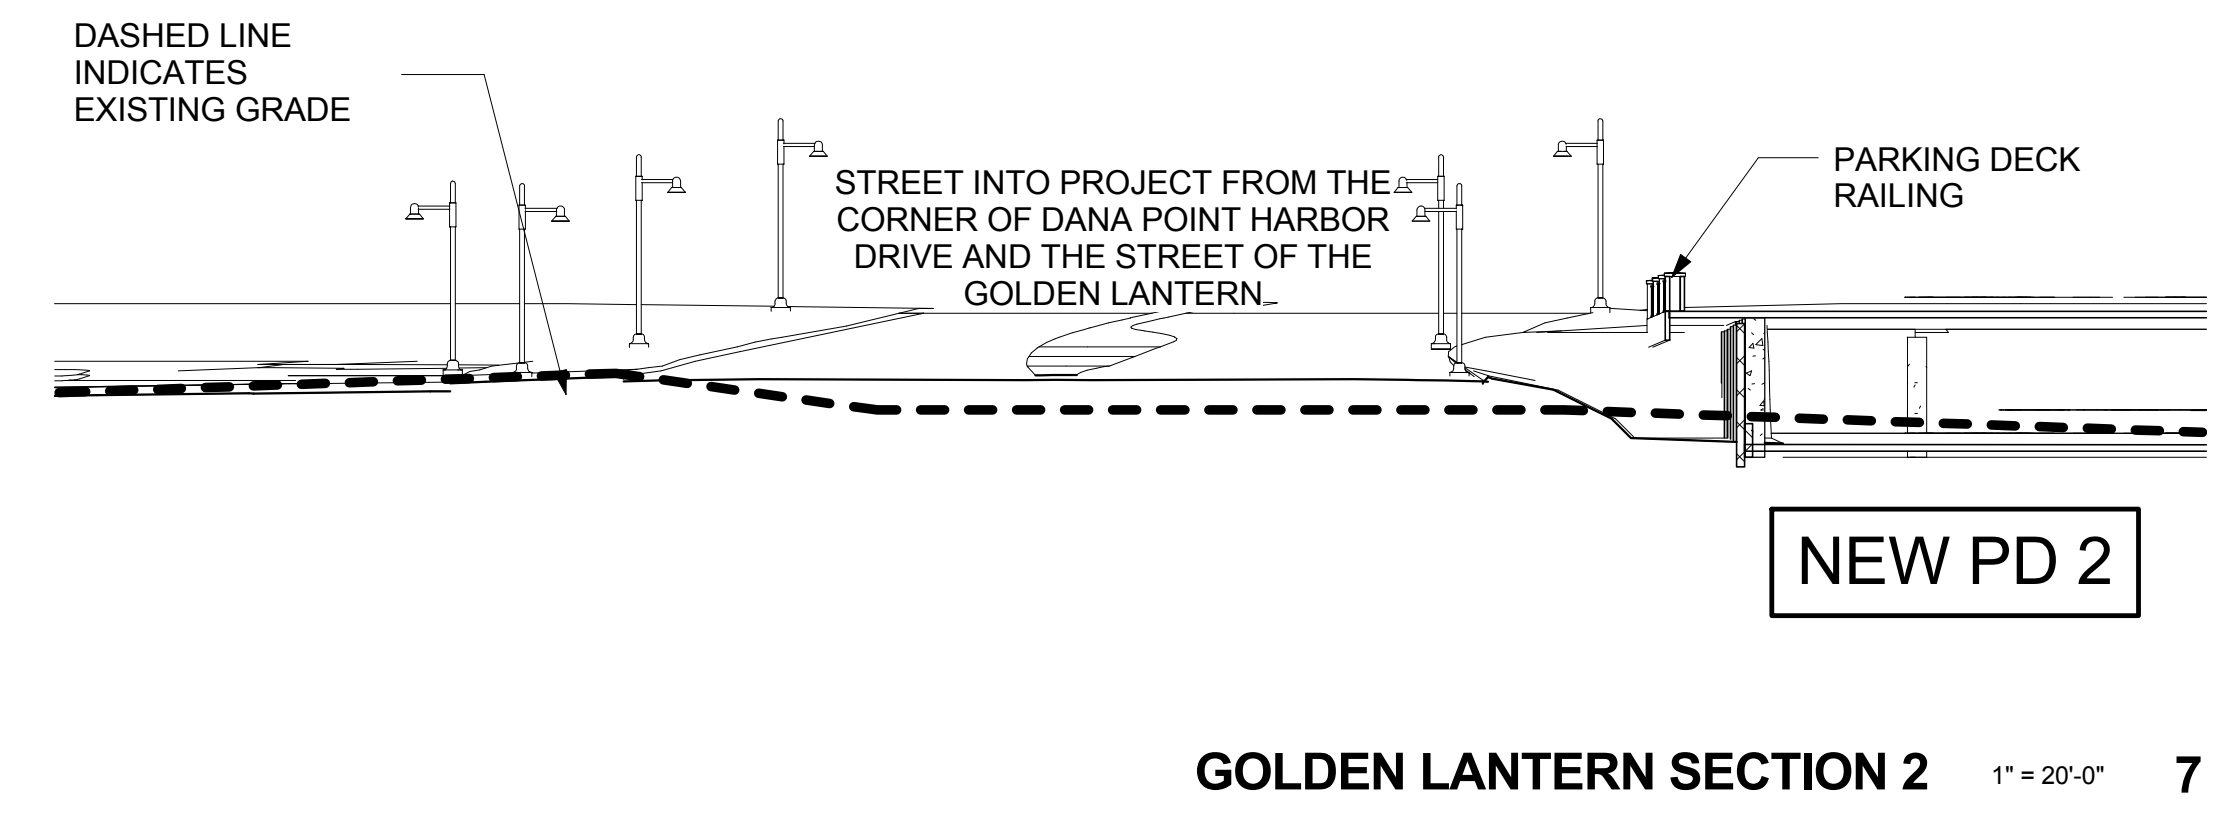 DASHED LINE
INDICATES
EXISTING GRADE
STREET INTO PROJECT FROM THE
CORNER OF DANA POINT HARBOR
DRIVE AND THE STREET OF THE
GOLDEN LANTERN
PARKING DECK
RAILING
NEW PD 2
GOLDEN LANTERN SECTION 2 1" = 20'-0" 7